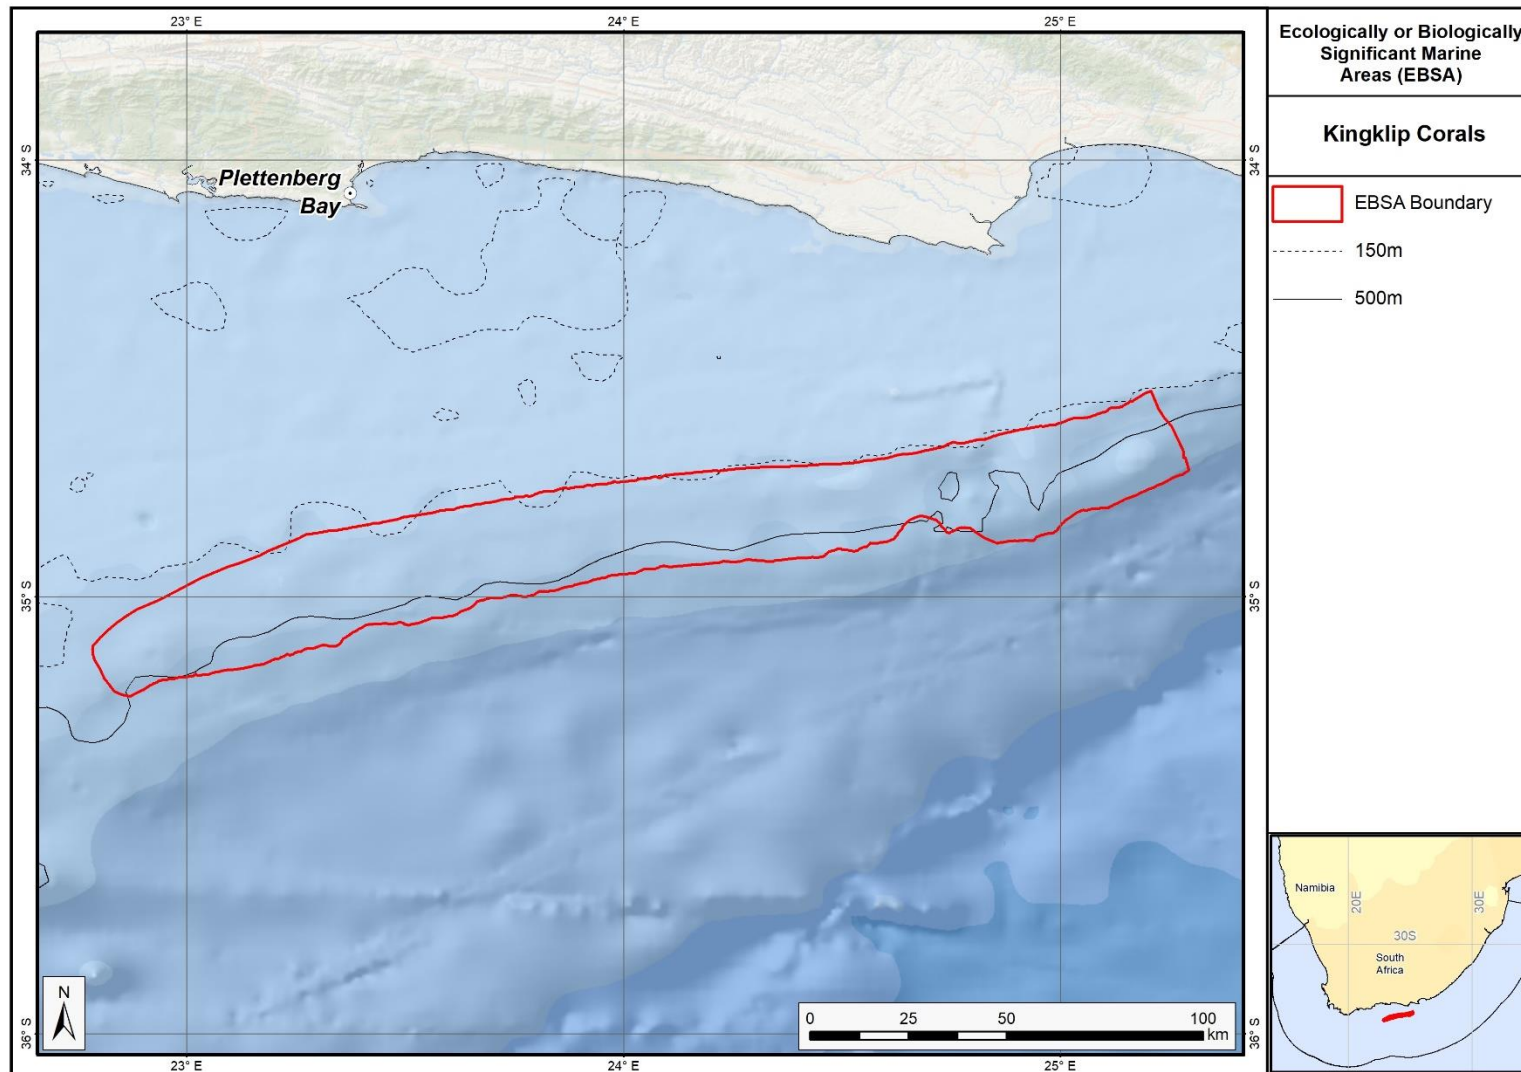 23° E
24° E
25° E
Ecologically or Biologically
Significant Marine
Areas (EBSA)
Kingklip Corals
EBSA Boundary
150m
500m
34° S
34° S
Plettenberg
Bay
35° S
35° S
36° S
36° S
N
0 25 50 100
km
23° E
24° E
25° E
Namibia
20E
30E
30S
South
Africa